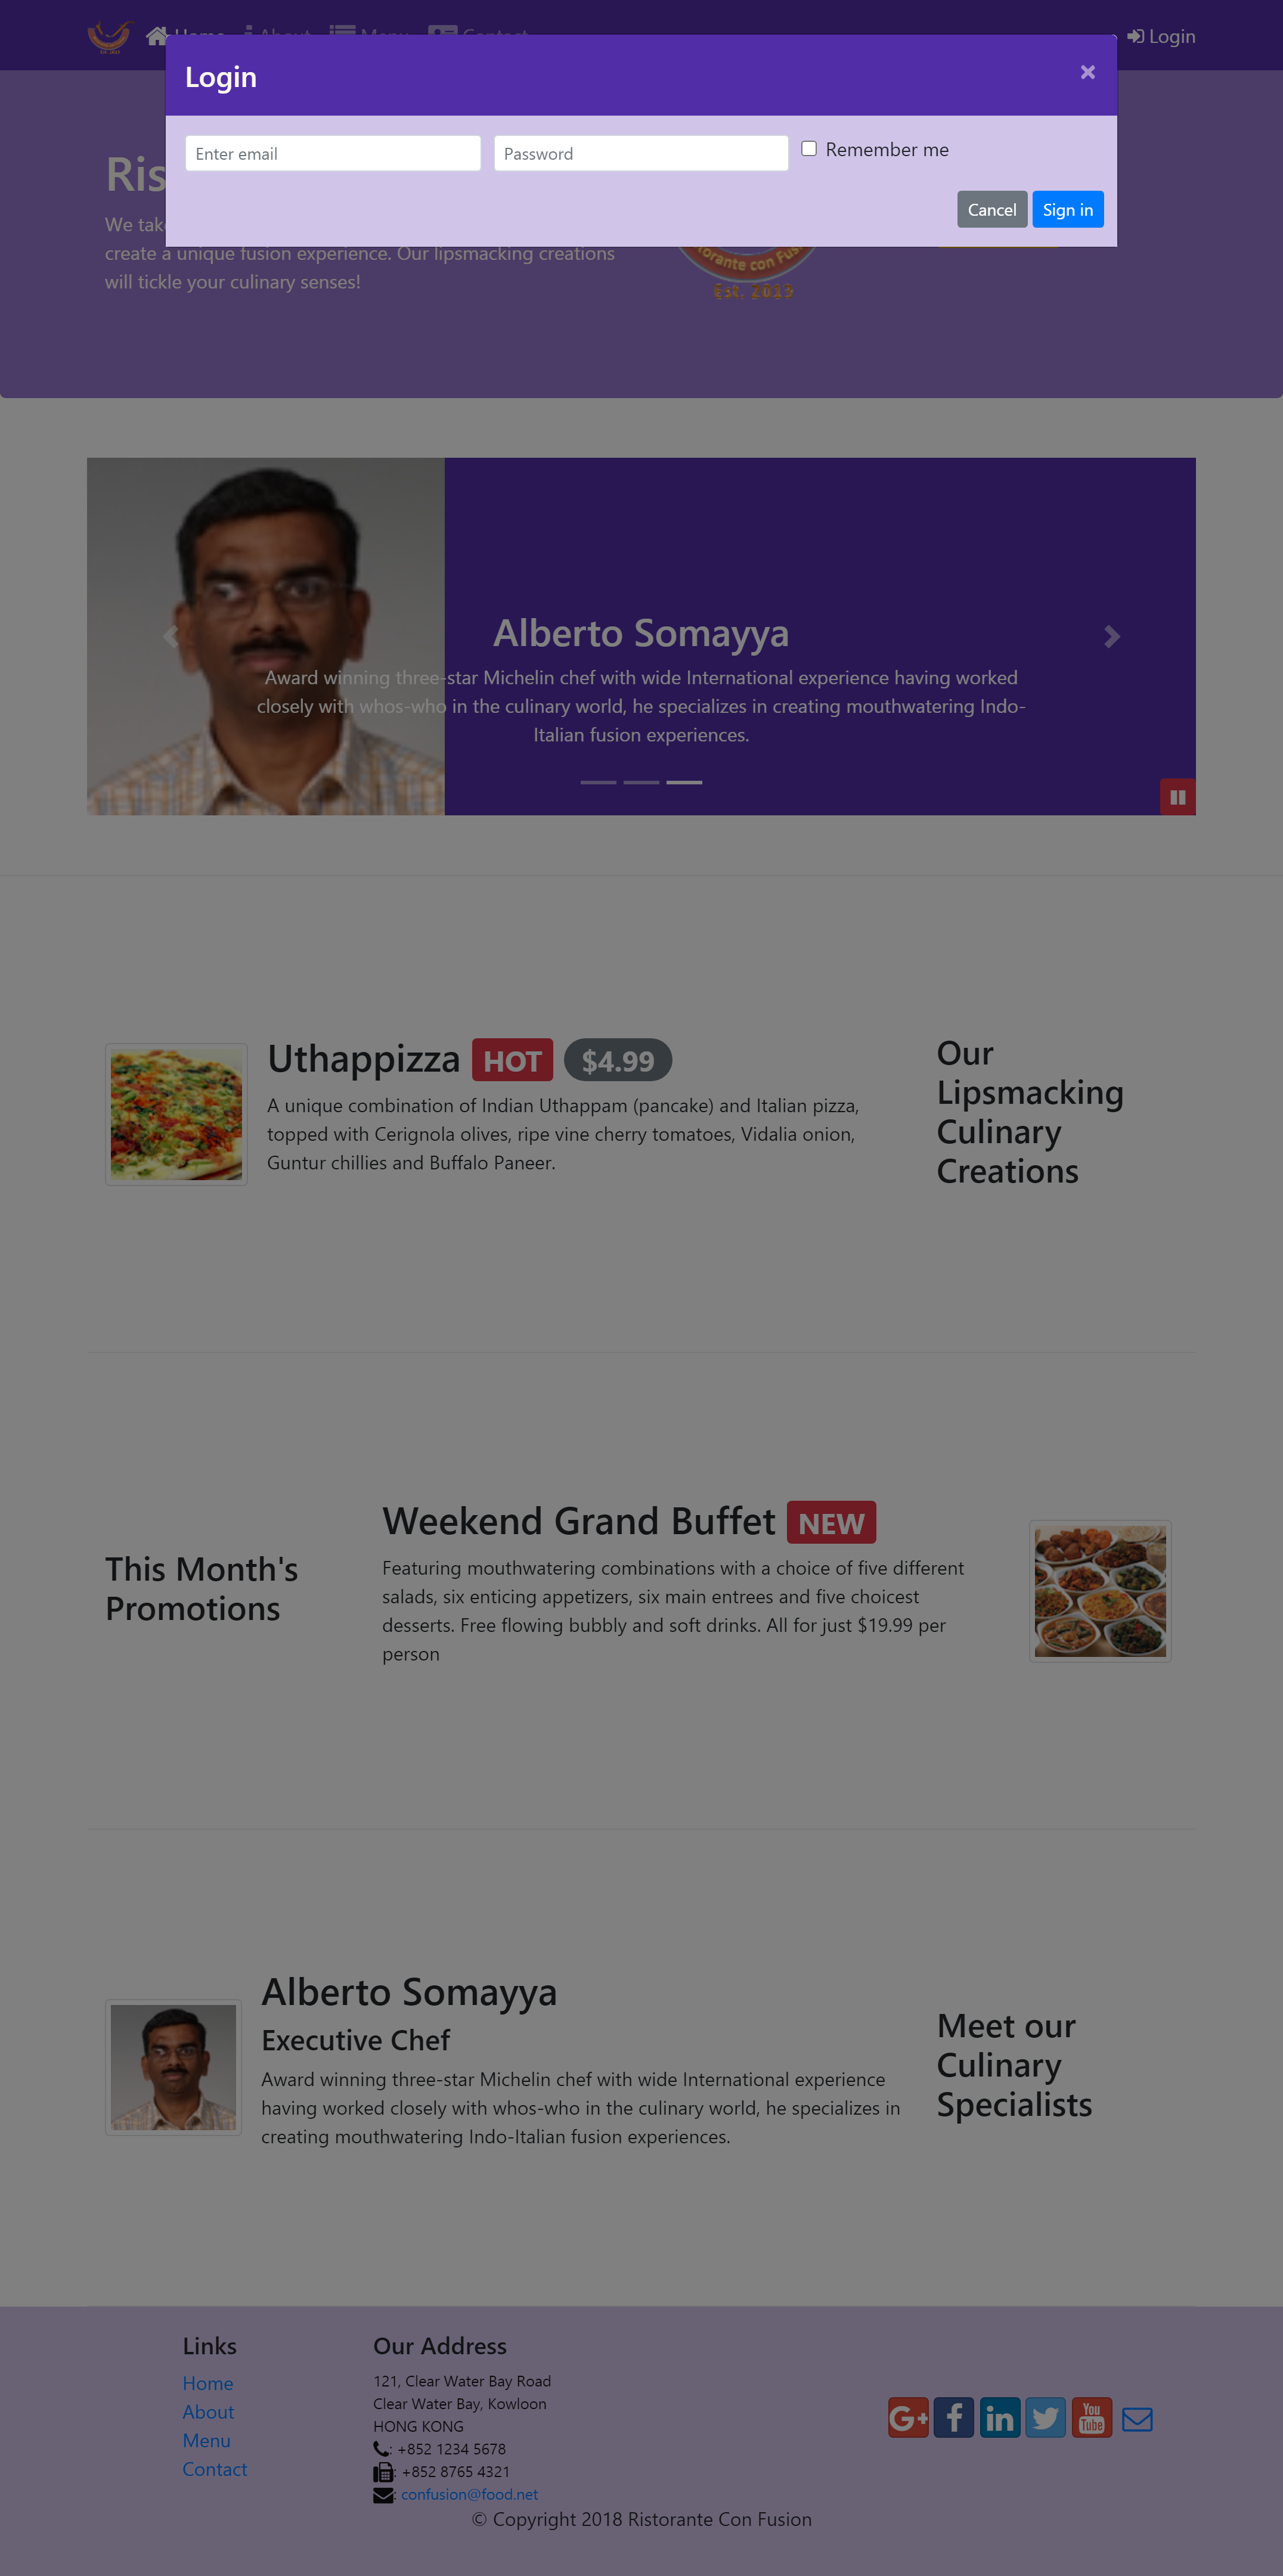 Home About Menu Contact
Login
Login
×
Enter email
Password
Remember me
Cancel
Sign in
Ris
We tak
create a unique fusion experience. Our lipsmacking creations
will tickle your culinary senses!
torante con Fus
Est. 2013
Alberto Somayya
Award winning three-star Michelin chef with wide International experience having worked
closely with whos-who in the culinary world, he specializes in creating mouthwatering Indo-
Italian fusion experiences.
Uthappizza HOT $4.99
A unique combination of Indian Uthappam (pancake) and Italian pizza,
topped with Cerignola olives, ripe vine cherry tomatoes, Vidalia onion,
Guntur chillies and Buffalo Paneer.
Our
Lipsmacking
Culinary
Creations
This Month's
Promotions
Weekend Grand Buffet NEW
Featuring mouthwatering combinations with a choice of five different
salads, six enticing appetizers, six main entrees and five choicest
desserts. Free flowing bubbly and soft drinks. All for just $19.99 per
person
Alberto Somayya
Executive Chef
Award winning three-star Michelin chef with wide International experience
having worked closely with whos-who in the culinary world, he specializes in
creating mouthwatering Indo-Italian fusion experiences.
Meet our
Culinary
Specialists
Links
Home
About
Menu
Contact
Our Address
121, Clear Water Bay Road
Clear Water Bay, Kowloon
HONG KONG
: +852 1234 5678
: +852 8765 4321
: confusion@food.net
G+ f in You Tube
© Copyright 2018 Ristorante Con Fusion